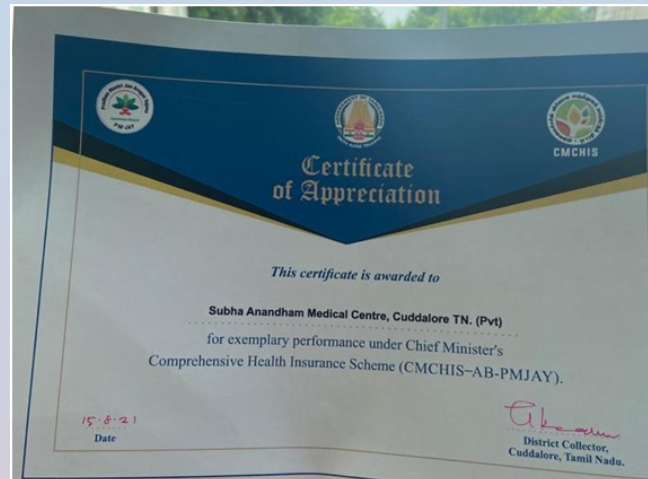 PM-JAY
CMCHIS
Certificate
of Appreciation
This certificate is awarded to
Subha Anandham Medical Centre, Cuddalore TN. (Pvt)
for exemplary performance under Chief Minister's
Comprehensive Health Insurance Scheme (CMCHIS–AB-PMJAY).
15-8-21
Date
District Collector,
Cuddalore, Tamil Nadu.